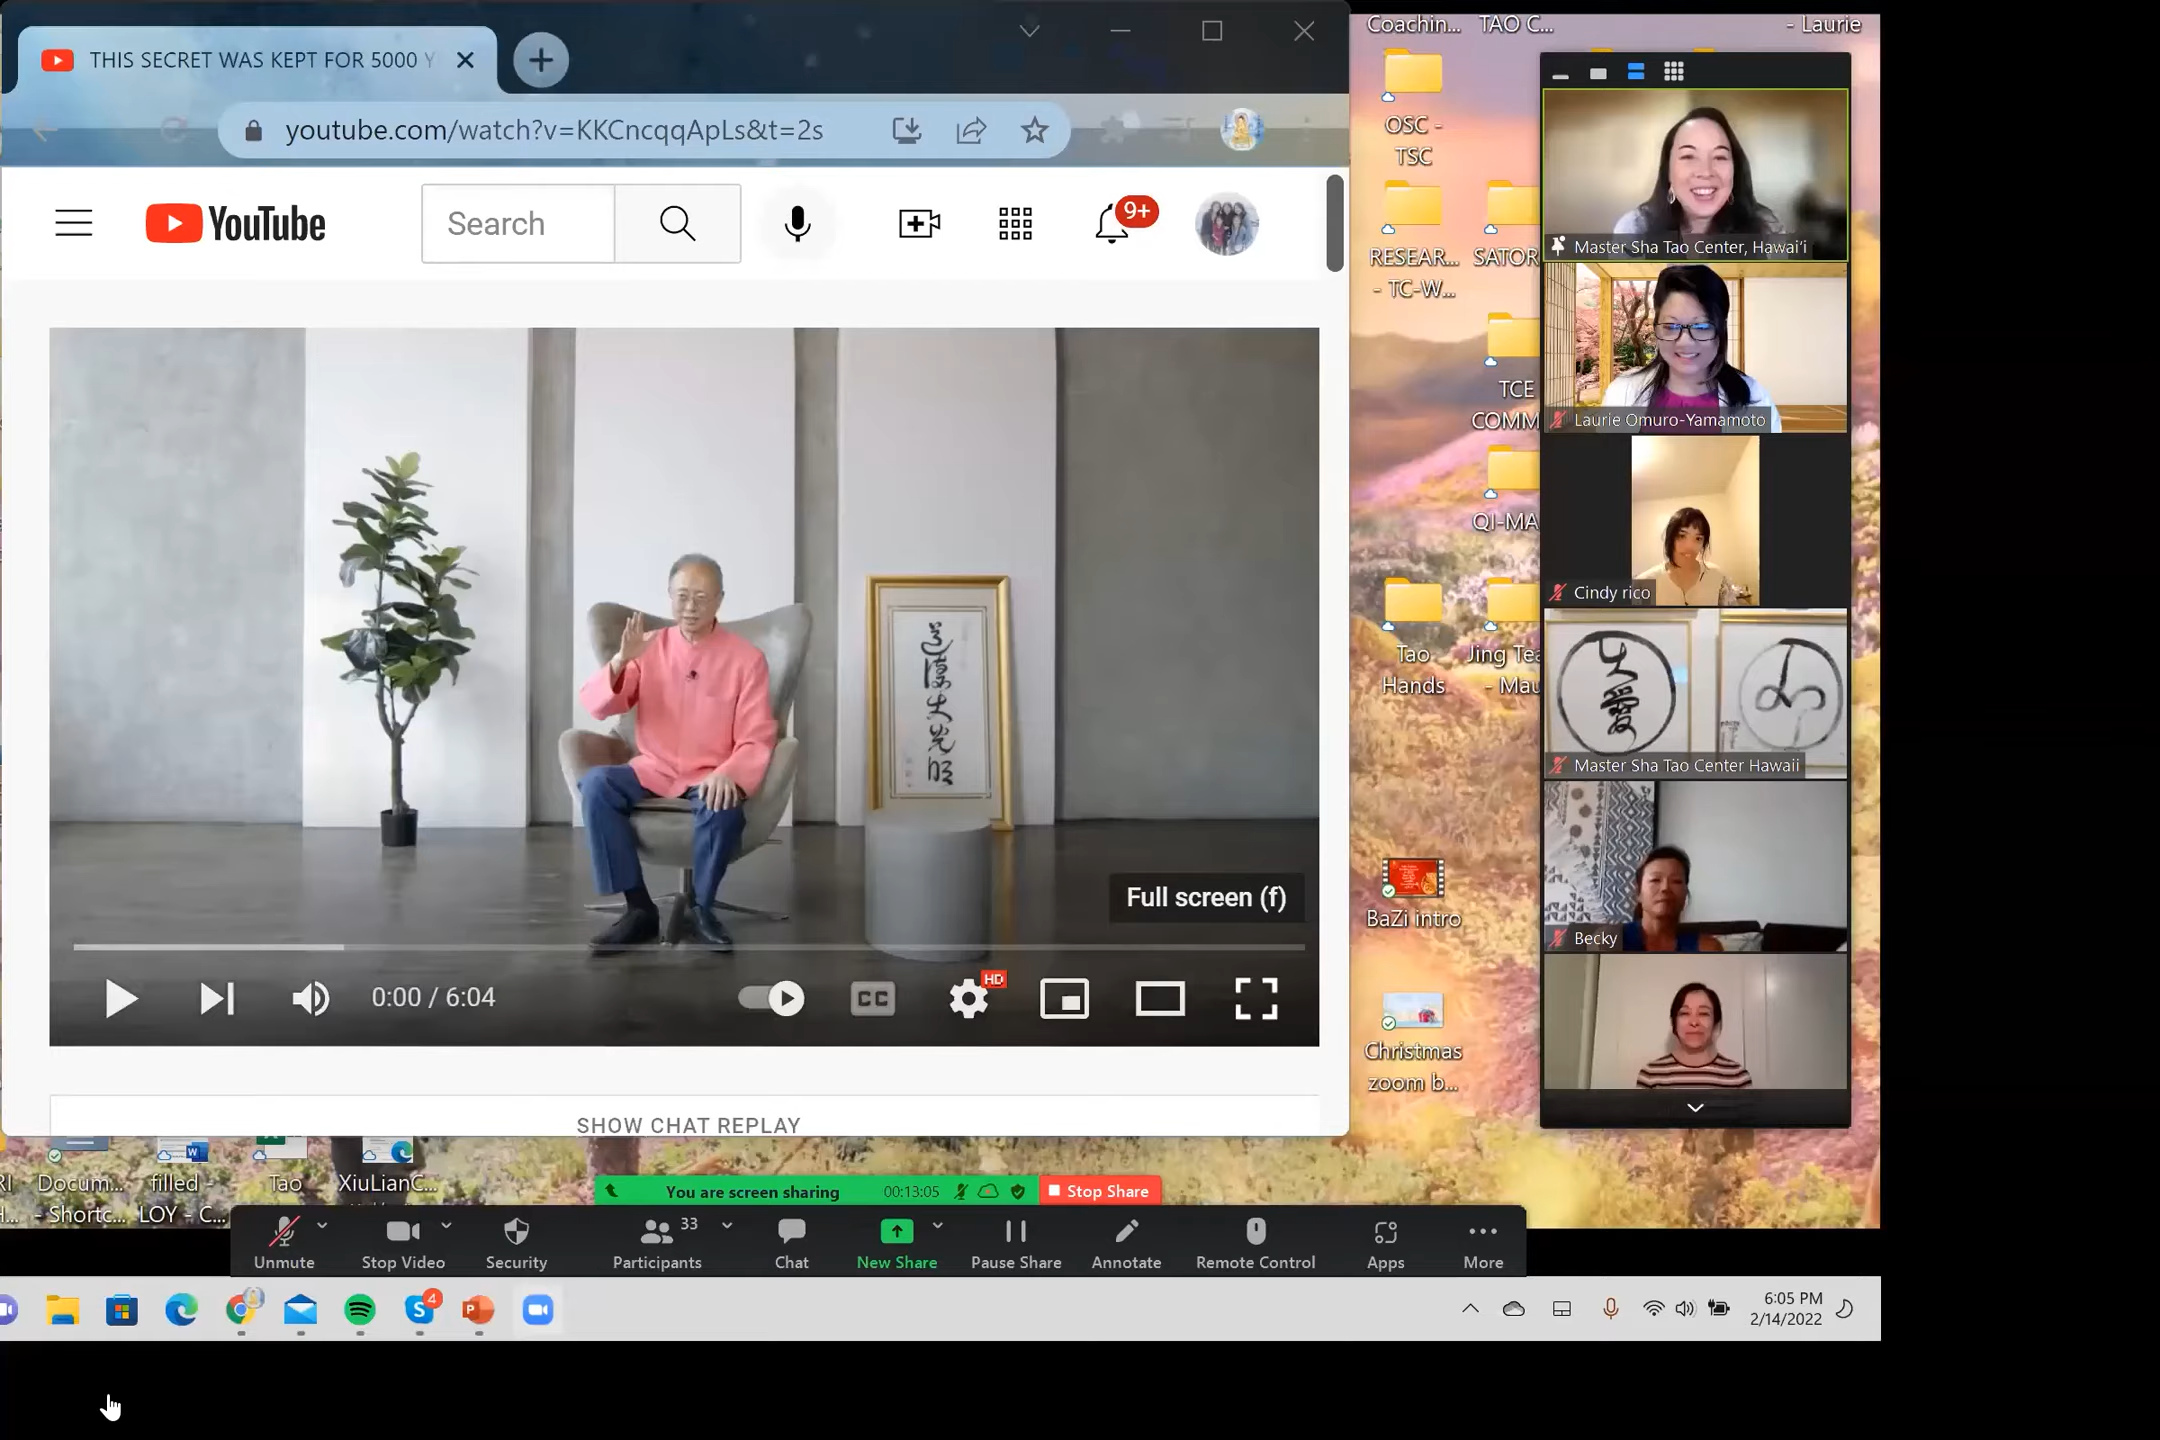 THIS SECRET WAS KEPT FOR 5000 Y
youtube.com/watch?v=KKCncqqApLs&t=2s
YouTube
Search
9+
Full screen (f)
0:00 / 6:04
CC
HD
SHOW CHAT REPLAY
Coachin...
TAO C...
- Laurie
OSC -
TSC
RESEAR...
- TC-W...
SATOR
TCE
COMM
QI-MA
Tao
Hands
Jing Tea
- Mau
BaZi intro
Christmas
zoom b...
Master Sha Tao Center, Hawaiʻi
Laurie Omuro-Yamamoto
Cindy rico
大愛
Master Sha Tao Center Hawaii
Becky
Docum...
- Shortc...
filled -
LOY - C...
Tao
XiuLianC...
You are screen sharing
00:13:05
Stop Share
Unmute
Stop Video
Security
Participants
33
Chat
New Share
Pause Share
Annotate
Remote Control
Apps
More
4
6:05 PM
2/14/2022